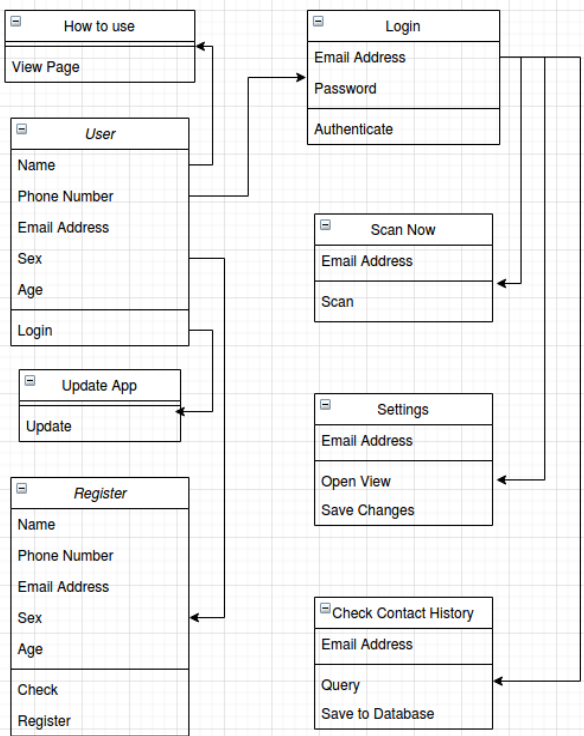 How to use
View Page
User
Name
Phone Number
Email Address
Sex
Age
Login
Update App
Update
Register
Name
Phone Number
Email Address
Sex
Age
Check
Register
Login
Email Address
Password
Authenticate
Scan Now
Email Address
Scan
Settings
Email Address
Open View
Save Changes
Check Contact History
Email Address
Query
Save to Database